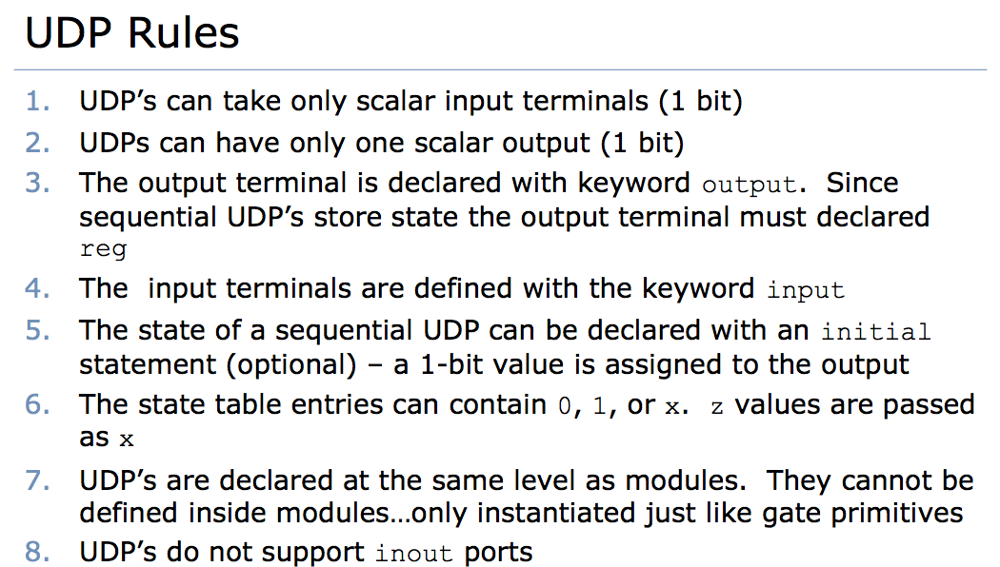 UDP Rules
1. UDP’s can take only scalar input terminals (1 bit)
2. UDPs can have only one scalar output (1 bit)
3. The output terminal is declared with keyword output. Since
sequential UDP’s store state the output terminal must declared
reg
4. The input terminals are defined with the keyword input
5. The state of a sequential UDP can be declared with an initial
statement (optional) – a 1-bit value is assigned to the output
6. The state table entries can contain 0, 1, or x. z values are passed
as x
7. UDP’s are declared at the same level as modules. They cannot be
defined inside modules…only instantiated just like gate primitives
8. UDP’s do not support inout ports